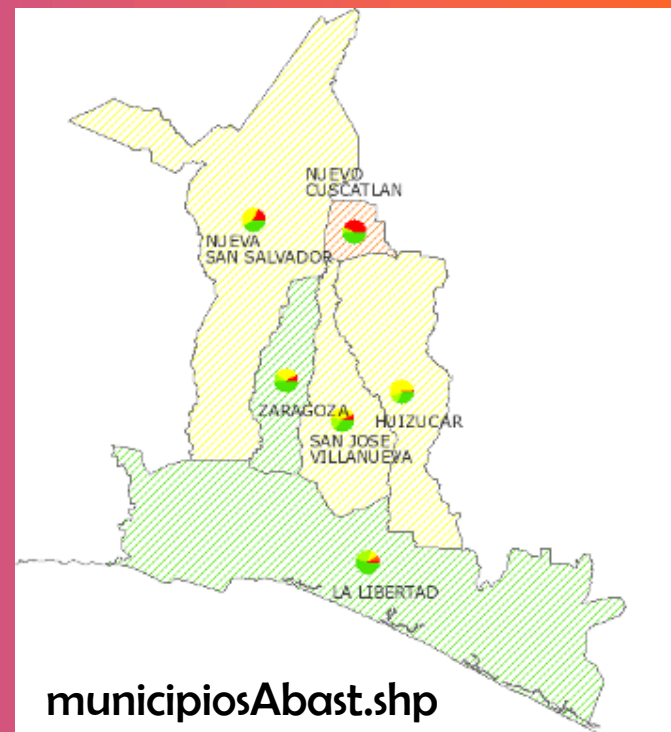 NUEVO
CUSCATLAN
NUEVA
SAN SALVADOR
ZARAGOZA
HUIZUCAR
SAN JOSE
VILLANUEVA
LA LIBERTAD
municipiosAbast.shp